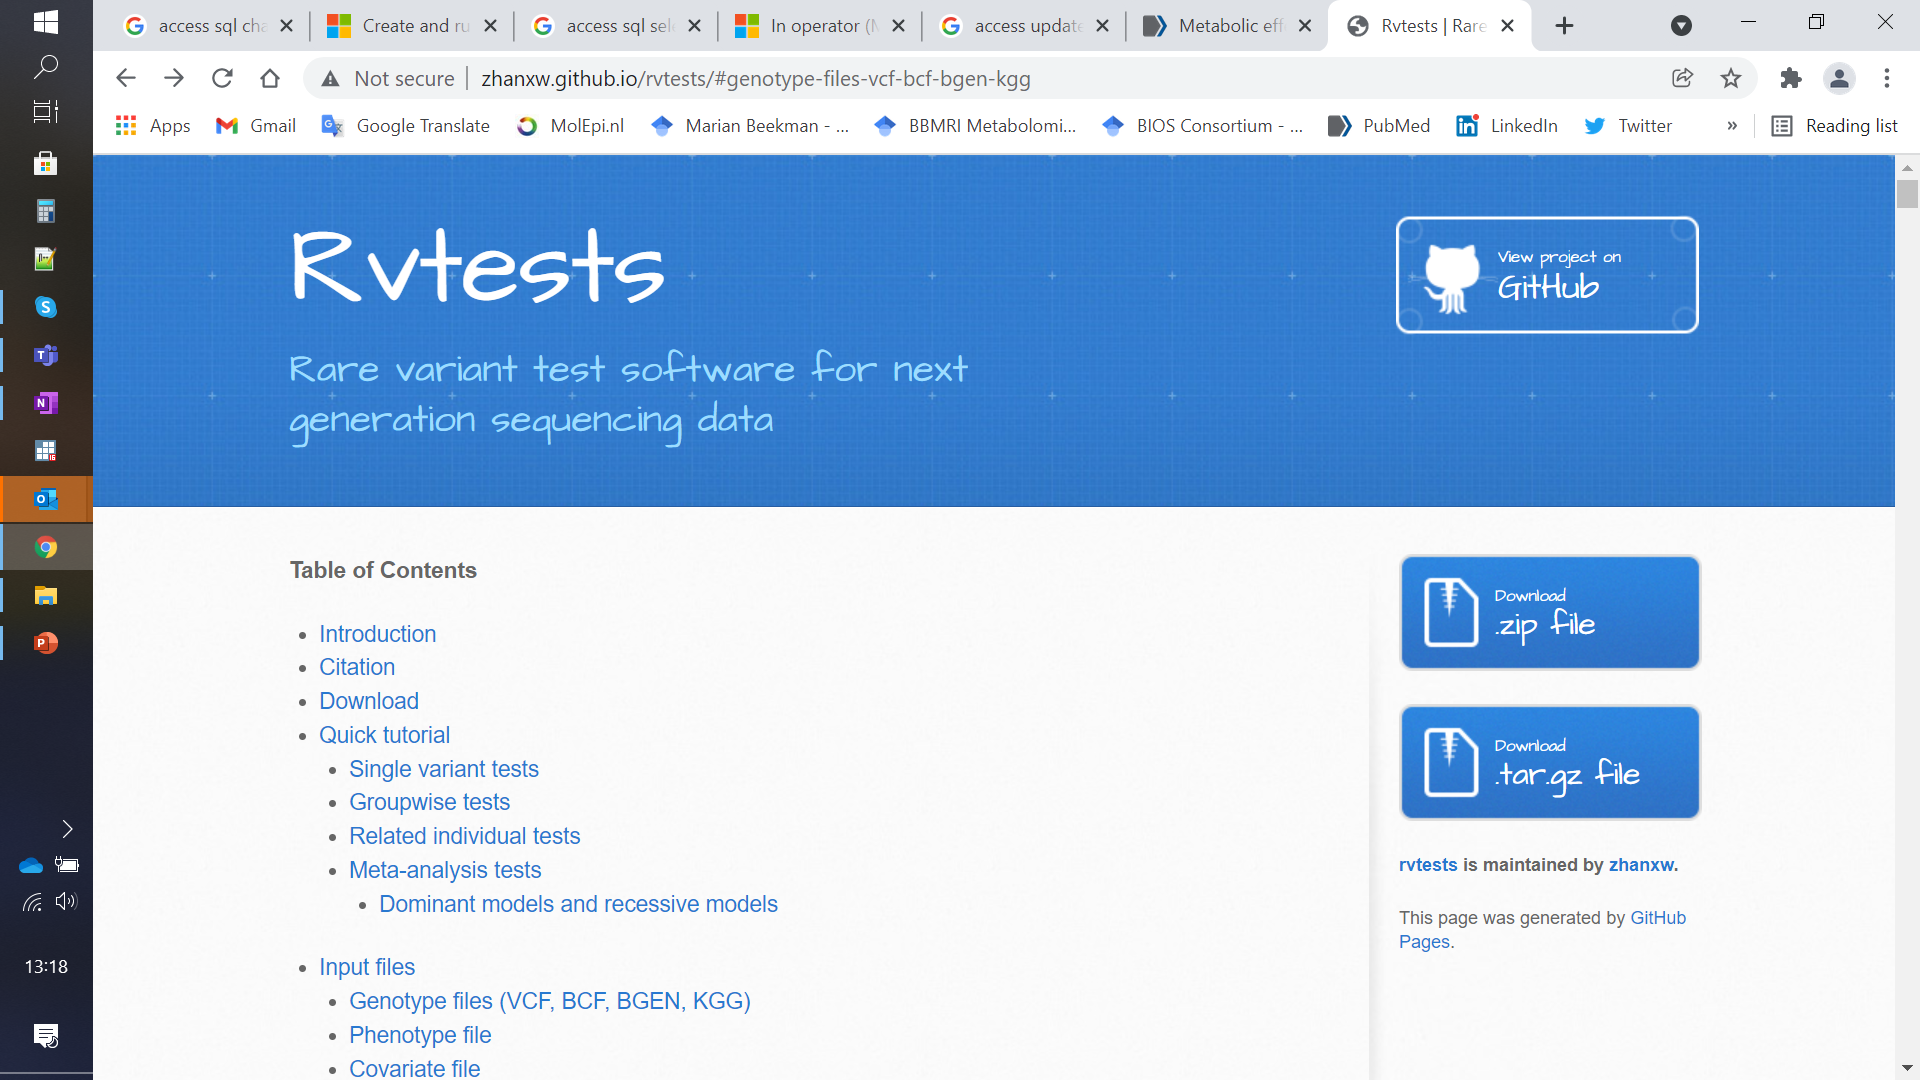 access sql cha
Create and ru
access sql sele
In operator (M
access update
Metabolic eff
Rvtests | Rare
Not secure
zhanxw.github.io/rvtests/#genotype-files-vcf-bcf-bgen-kgg
Apps
Gmail
Google Translate
MolEpi.nl
Marian Beekman - ...
BBMRI Metabolomi...
BIOS Consortium - ...
PubMed
LinkedIn
Twitter
»
Reading list
Rvtests
Rare variant test software for next
generation sequencing data
View project on
GitHub
Table of Contents
Introduction
Citation
Download
Quick tutorial
Single variant tests
Groupwise tests
Related individual tests
Meta-analysis tests
Dominant models and recessive models
Input files
Genotype files (VCF, BCF, BGEN, KGG)
Phenotype file
Covariate file
Download
.zip file
Download
.tar.gz file
rvtests is maintained by zhanxw.
This page was generated by GitHub
Pages.
13:18